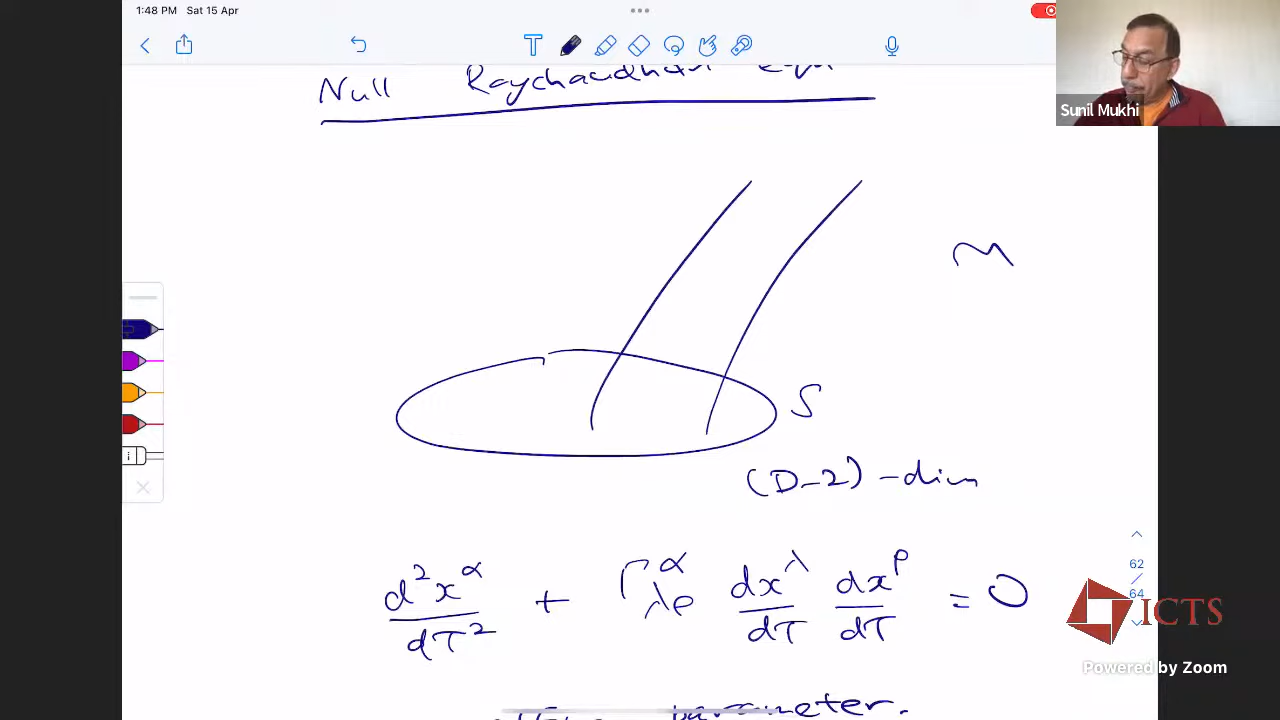 1:48 PM Sat 15 Apr
Sunil Mukhi
Null Raychaudhuri Eqn
M
S
(D-2)-dim
d²x^α/dτ² + Γ^α_λρ dx^λ/dτ dx^ρ/dτ = 0
62
/
64
ICTS
Powered by Zoom
parameter.